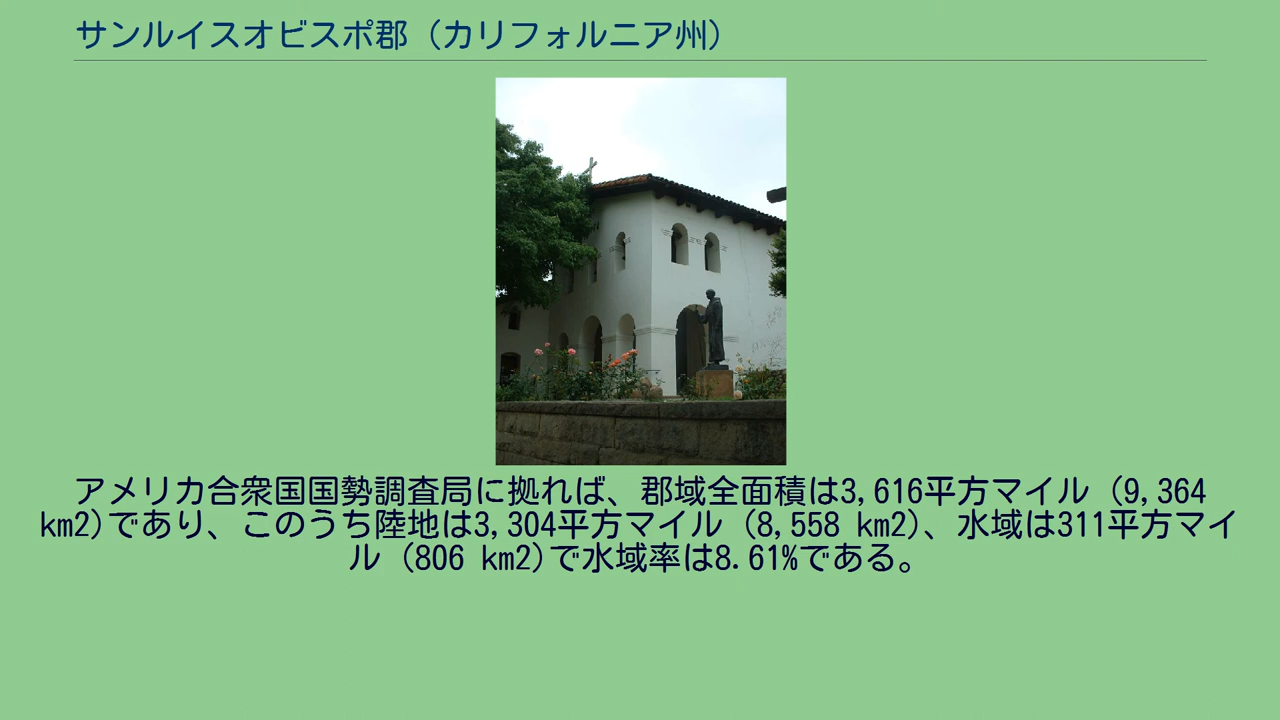 サンルイスオビスポ郡 (カリフォルニア州)
アメリカ合衆国国勢調査局に拠れば、郡域全面積は3,616平方マイル (9,364
km2)であり、このうち陸地は3,304平方マイル (8,558 km2)、水域は311平方マイ
ル (806 km2)で水域率は8.61%である。